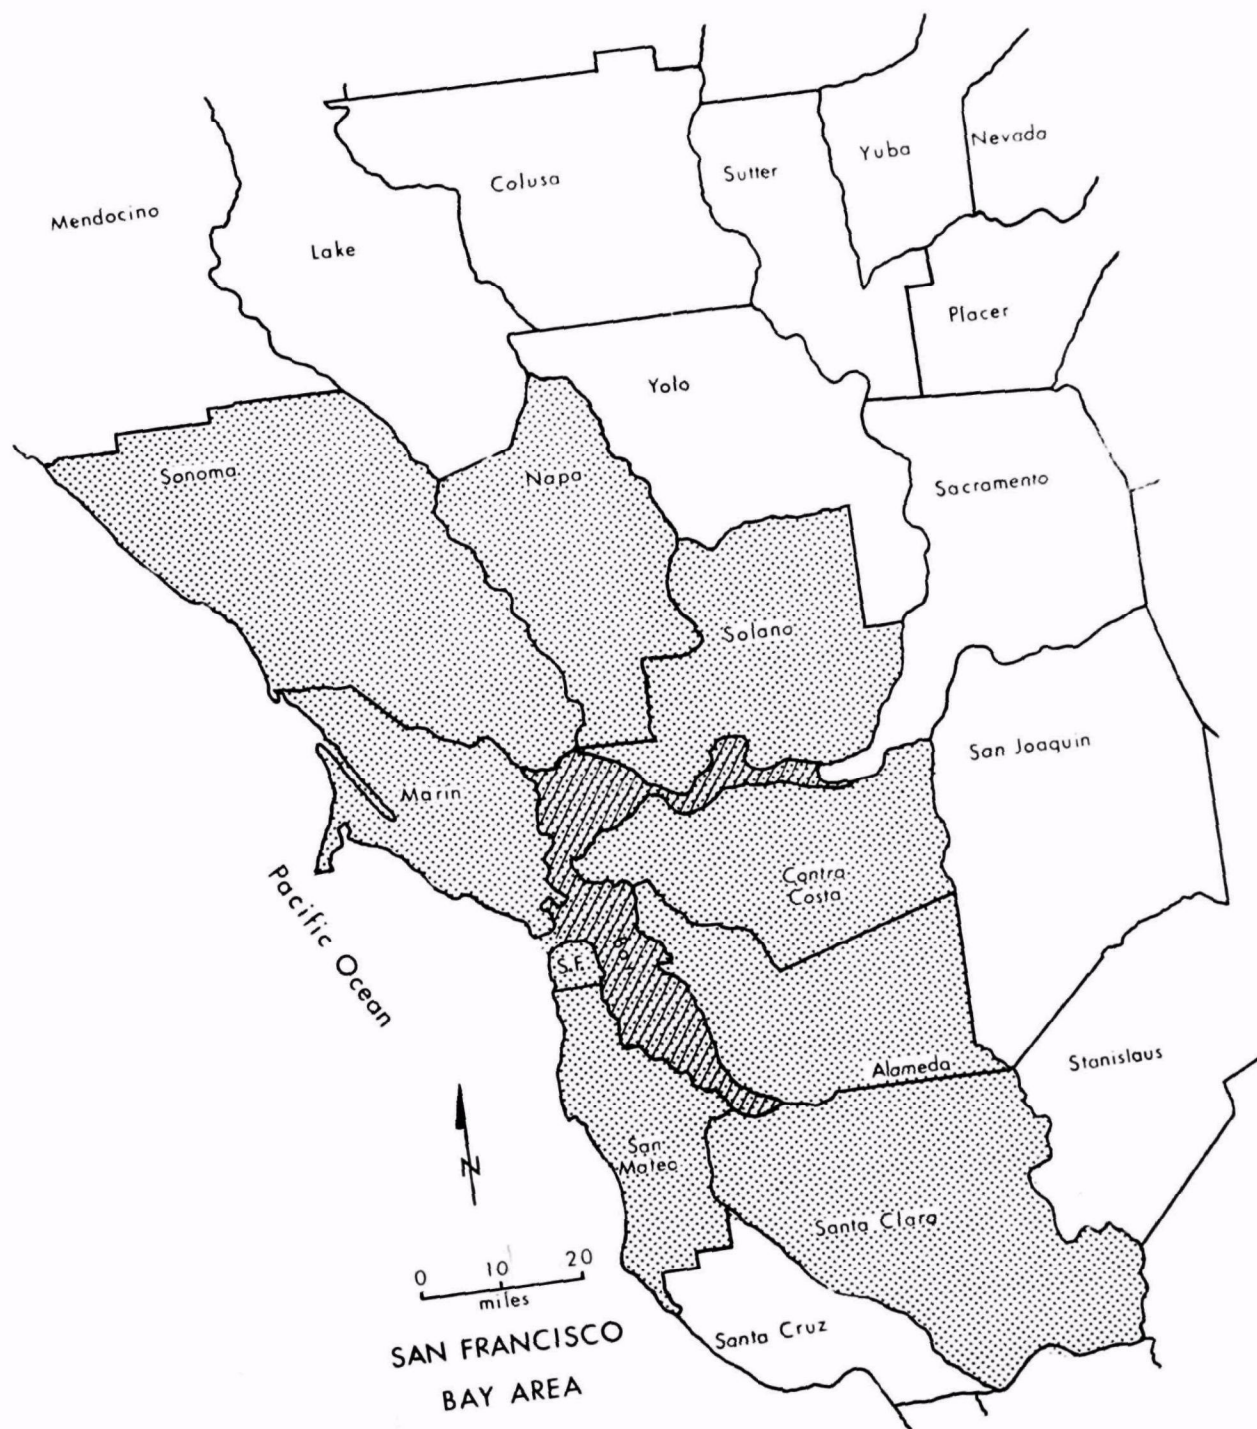 Mendocino
Lake
Colusa
Sutter
Yuba
Nevada
Placer
Yolo
Sonoma
Napa
Sacramento
Solano
San Joaquin
Marin
Contra
Costa
Pacific Ocean
S.F.
Bay
Alameda
Stanislaus
San
Mateo
Santa Clara
N
0 10 20
miles
Santa Cruz
SAN FRANCISCO
BAY AREA